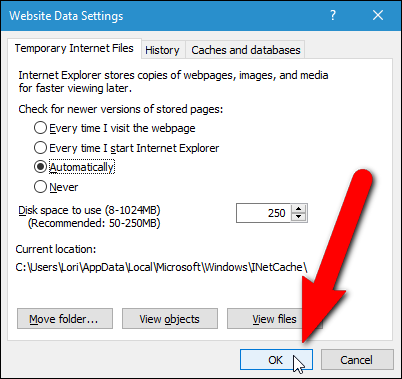 Website Data Settings
Temporary Internet Files History Caches and databases
Internet Explorer stores copies of webpages, images, and media
for faster viewing later.
Check for newer versions of stored pages:
Every time I visit the webpage
Every time I start Internet Explorer
Automatically
Never
Disk space to use (8-1024MB) 250
(Recommended: 50-250MB)
Current location:
C:\Users\Lori\AppData\Local\Microsoft\Windows\INetCache\
Move folder... View objects View files
OK Cancel